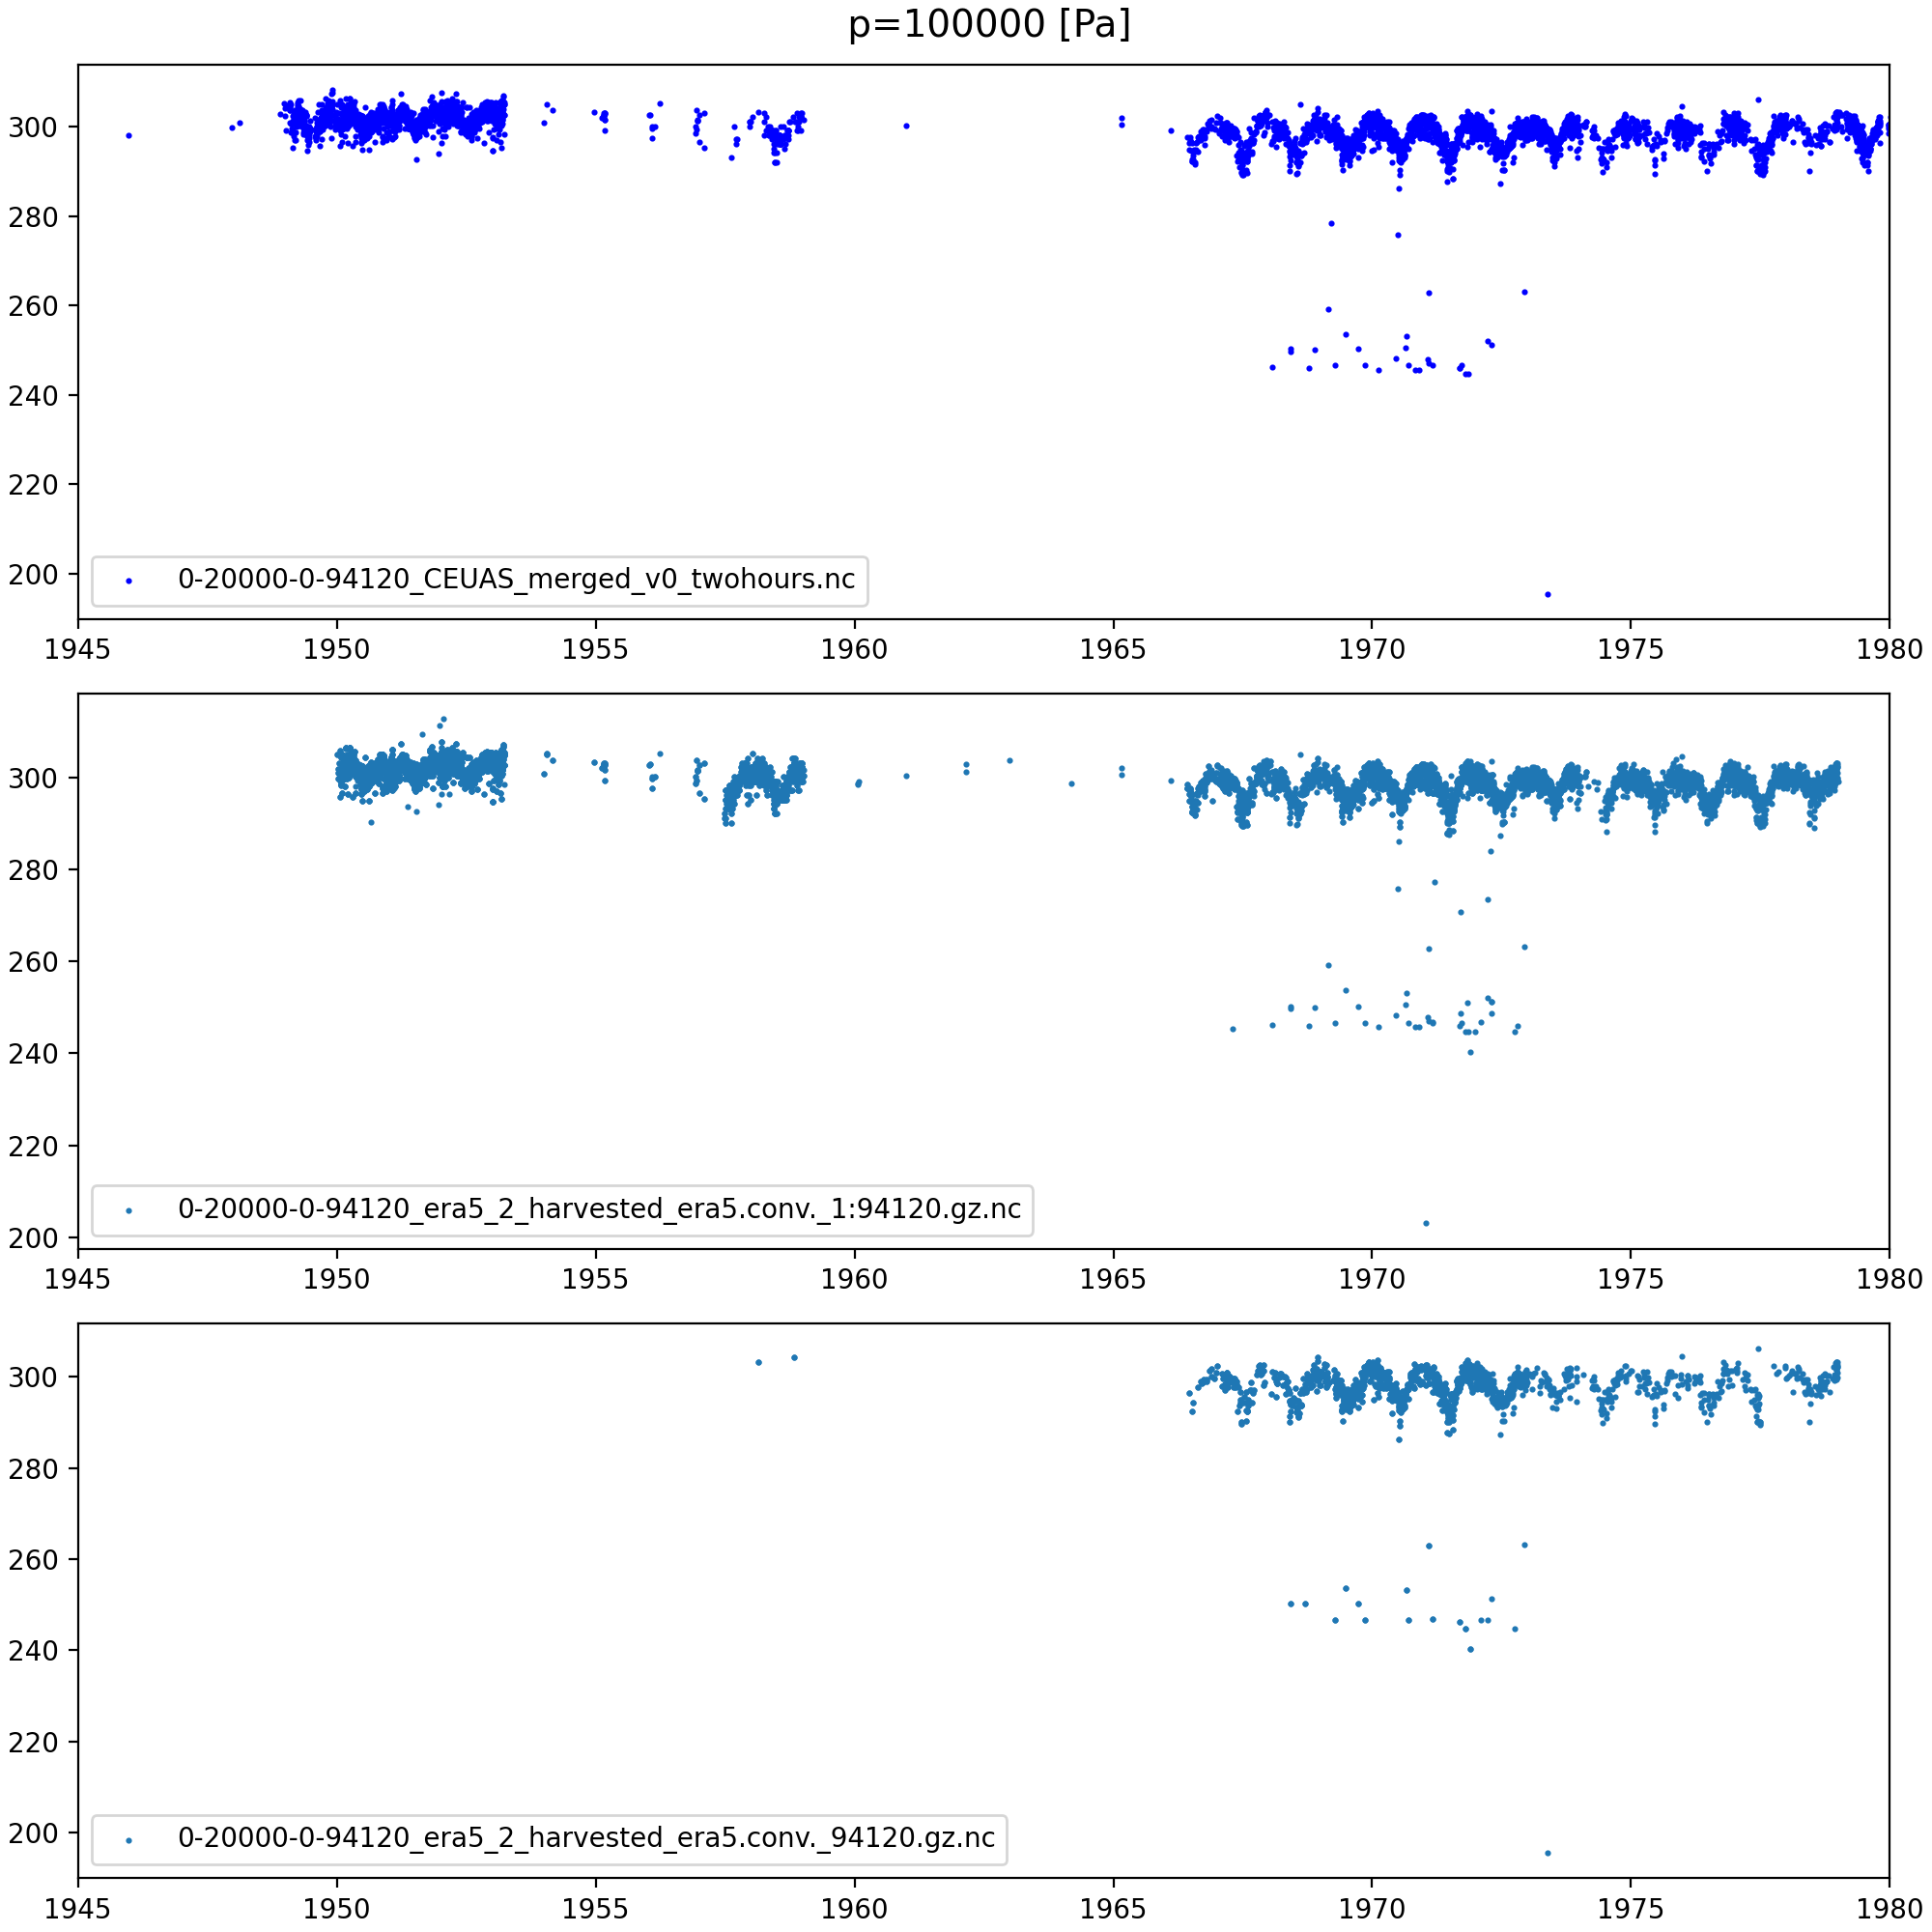 p=100000 [Pa]
300
280
260
240
220
200
0-20000-0-94120_CEUAS_merged_v0_twohours.nc
1945 1950 1955 1960 1965 1970 1975 1980
300
280
260
240
220
200
0-20000-0-94120_era5_2_harvested_era5.conv._1:94120.gz.nc
1945 1950 1955 1960 1965 1970 1975 1980
300
280
260
240
220
200
0-20000-0-94120_era5_2_harvested_era5.conv._94120.gz.nc
1945 1950 1955 1960 1965 1970 1975 1980